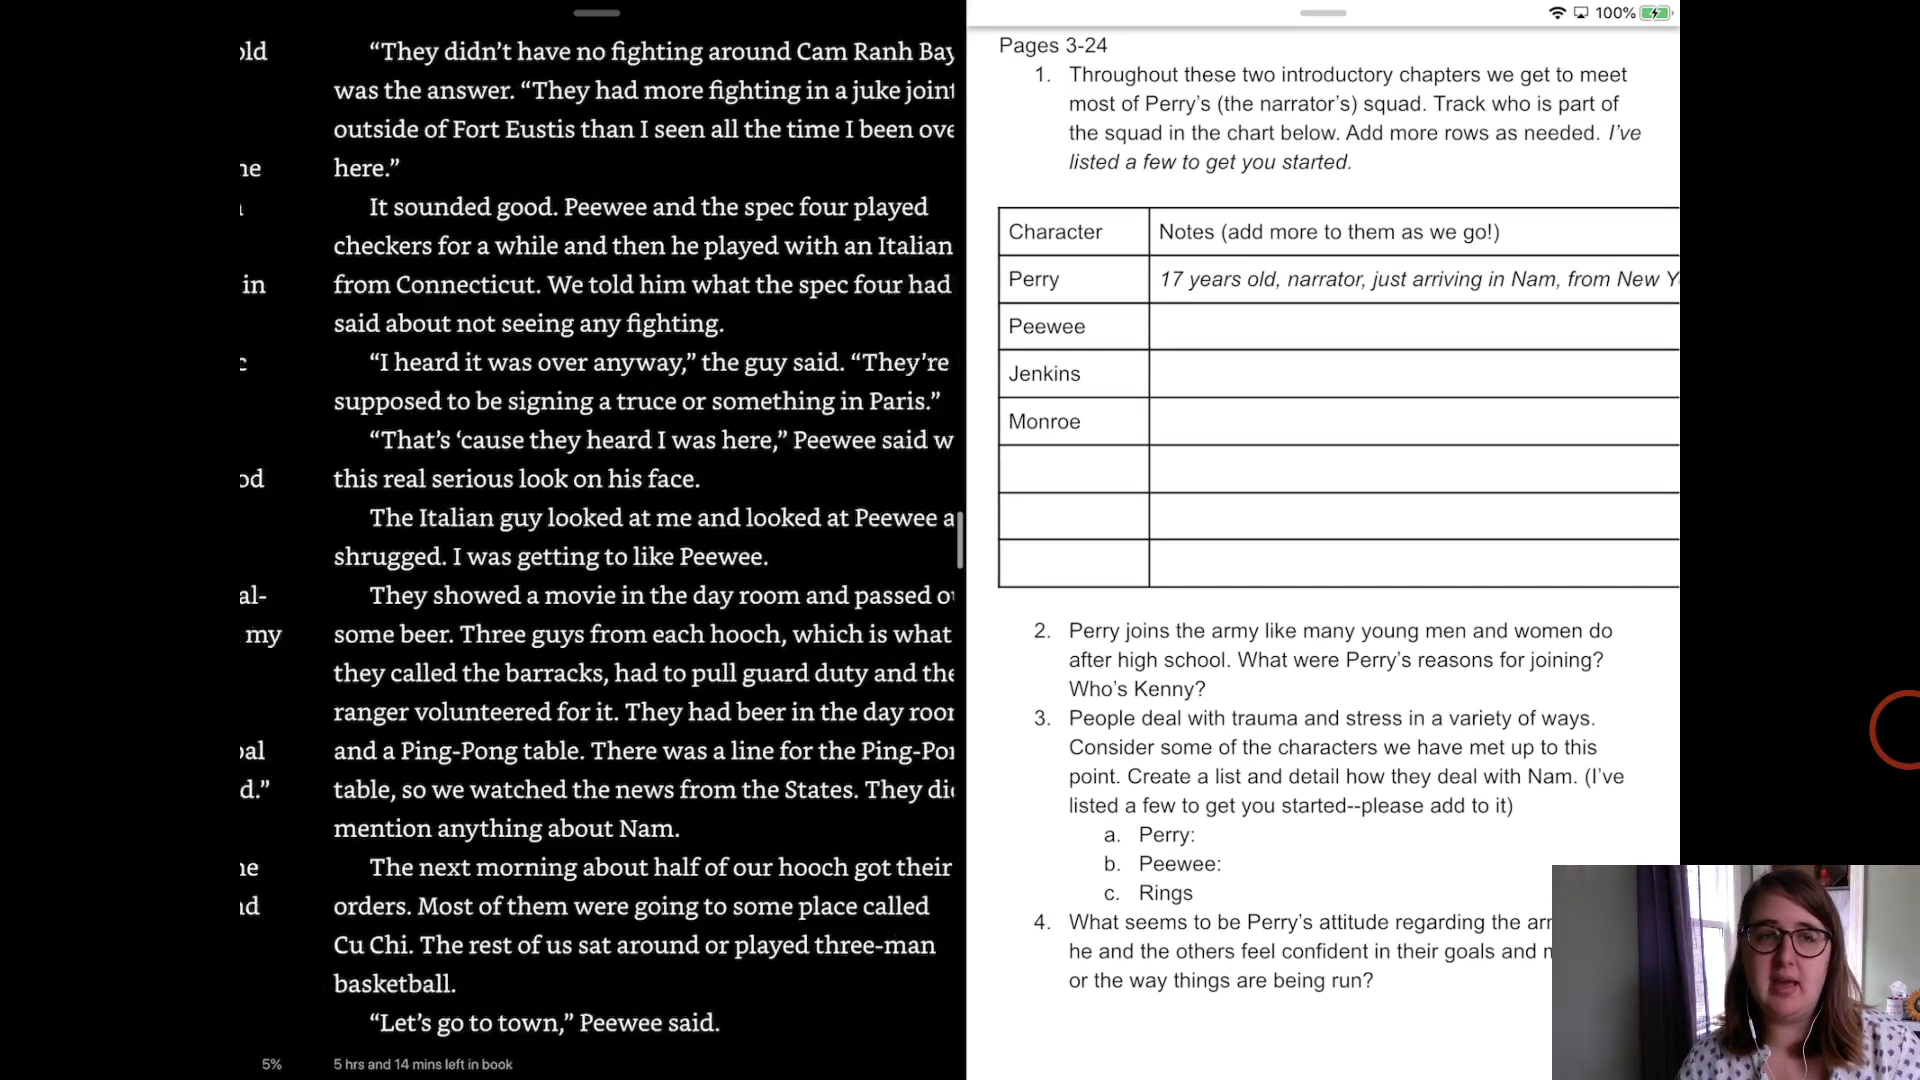 100%
old
ne
in
c
od
al-
my
d.”
“They didn’t have no fighting around Cam Ranh Bay
was the answer. “They had more fighting in a juke joint
outside of Fort Eustis than I seen all the time I been ove
here.”
It sounded good. Peewee and the spec four played
checkers for a while and then he played with an Italian
from Connecticut. We told him what the spec four had
said about not seeing any fighting.
“I heard it was over anyway,” the guy said. “They’re
supposed to be signing a truce or something in Paris.”
“That’s ‘cause they heard I was here,” Peewee said w
this real serious look on his face.
The Italian guy looked at me and looked at Peewee a
shrugged. I was getting to like Peewee.
They showed a movie in the day room and passed
some beer. Three guys from each hooch, which is what
they called the barracks, had to pull guard duty and the
ranger volunteered for it. They had beer in the day
and a Ping-Pong table. There was a line for the
table, so we watched the news from the States. They
mention anything about Nam.
The next morning about half of our hooch got their
orders. Most of them were going to some place called
Cu Chi. The rest of us sat around or played three-man
basketball.
“Let’s go to town,” Peewee said.
5%
5 hrs and 14 mins left in book
Pages 3-24
1. Throughout these two introductory chapters we get to meet
most of Perry’s (the narrator’s) squad. Track who is part of
the squad in the chart below. Add more rows as needed. I’ve
listed a few to get you started.
Character Notes (add more to them as we go!)
Perry 17 years old, narrator, just arriving in Nam, from New Y
Peewee
Jenkins
Monroe
2. Perry joins the army like many young men and women do
after high school. What were Perry’s reasons for joining?
Who’s Kenny?
3. People deal with trauma and stress in a variety of ways.
Consider some of the characters we have met up to this
point. Create a list and detail how they deal with Nam. (I’ve
listed a few to get you started--please add to it)
a. Perry:
b. Peewee:
c. Rings
4. What seems to be Perry’s attitude regarding the
he and the others feel confident in their goals and
or the way things are being run?